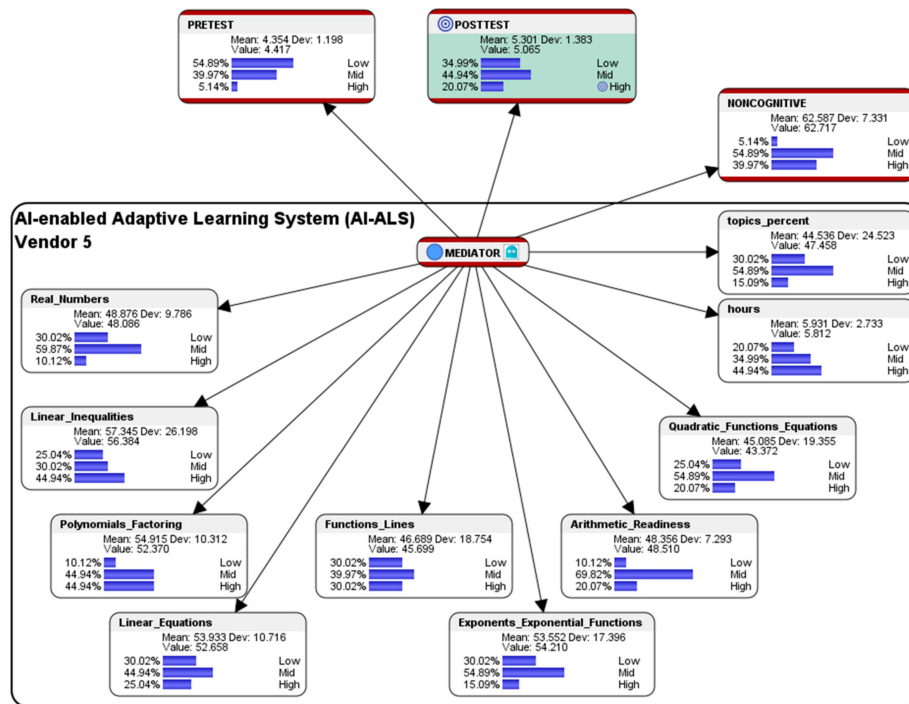 PRETEST
Mean: 4.354 Dev: 1.198
Value: 4.417
54.89% Low
39.97% Mid
5.14% High
POSTTEST
Mean: 5.301 Dev: 1.383
Value: 5.065
34.99% Low
44.94% Mid
20.07% High
NONCOGNITIVE
Mean: 62.587 Dev: 7.331
Value: 62.717
5.14% Low
54.89% Mid
39.97% High
AI-enabled Adaptive Learning System (AI-ALS)
Vendor 5
MEDIATOR
topics_percent
Mean: 44.536 Dev: 24.523
Value: 47.458
30.02% Low
54.89% Mid
15.09% High
Real_Numbers
Mean: 48.876 Dev: 9.786
Value: 48.086
30.02% Low
59.87% Mid
10.12% High
hours
Mean: 5.931 Dev: 2.733
Value: 5.812
20.07% Low
34.99% Mid
44.94% High
Linear_Inequalities
Mean: 57.345 Dev: 26.198
Value: 56.384
25.04% Low
30.02% Mid
44.94% High
Quadratic_Functions_Equations
Mean: 45.085 Dev: 19.355
Value: 43.372
25.04% Low
54.89% Mid
20.07% High
Polynomials_Factoring
Mean: 54.915 Dev: 10.312
Value: 52.370
10.12% Low
44.94% Mid
44.94% High
Functions_Lines
Mean: 46.689 Dev: 18.754
Value: 45.699
30.02% Low
39.97% Mid
30.02% High
Arithmetic_Readiness
Mean: 48.356 Dev: 7.293
Value: 48.510
10.12% Low
69.82% Mid
20.07% High
Linear_Equations
Mean: 53.933 Dev: 10.716
Value: 52.658
30.02% Low
44.94% Mid
25.04% High
Exponents_Exponential_Functions
Mean: 53.552 Dev: 17.396
Value: 54.210
30.02% Low
54.89% Mid
15.09% High